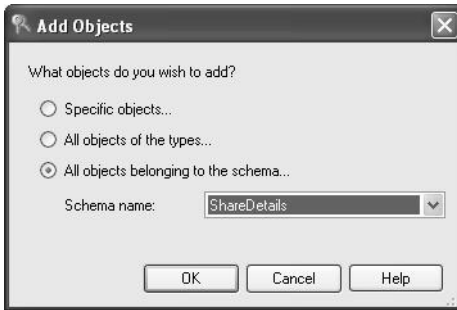 Add Objects
What objects do you wish to add?
Specific objects...
All objects of the types...
All objects belonging to the schema...
Schema name: ShareDetails
OK Cancel Help